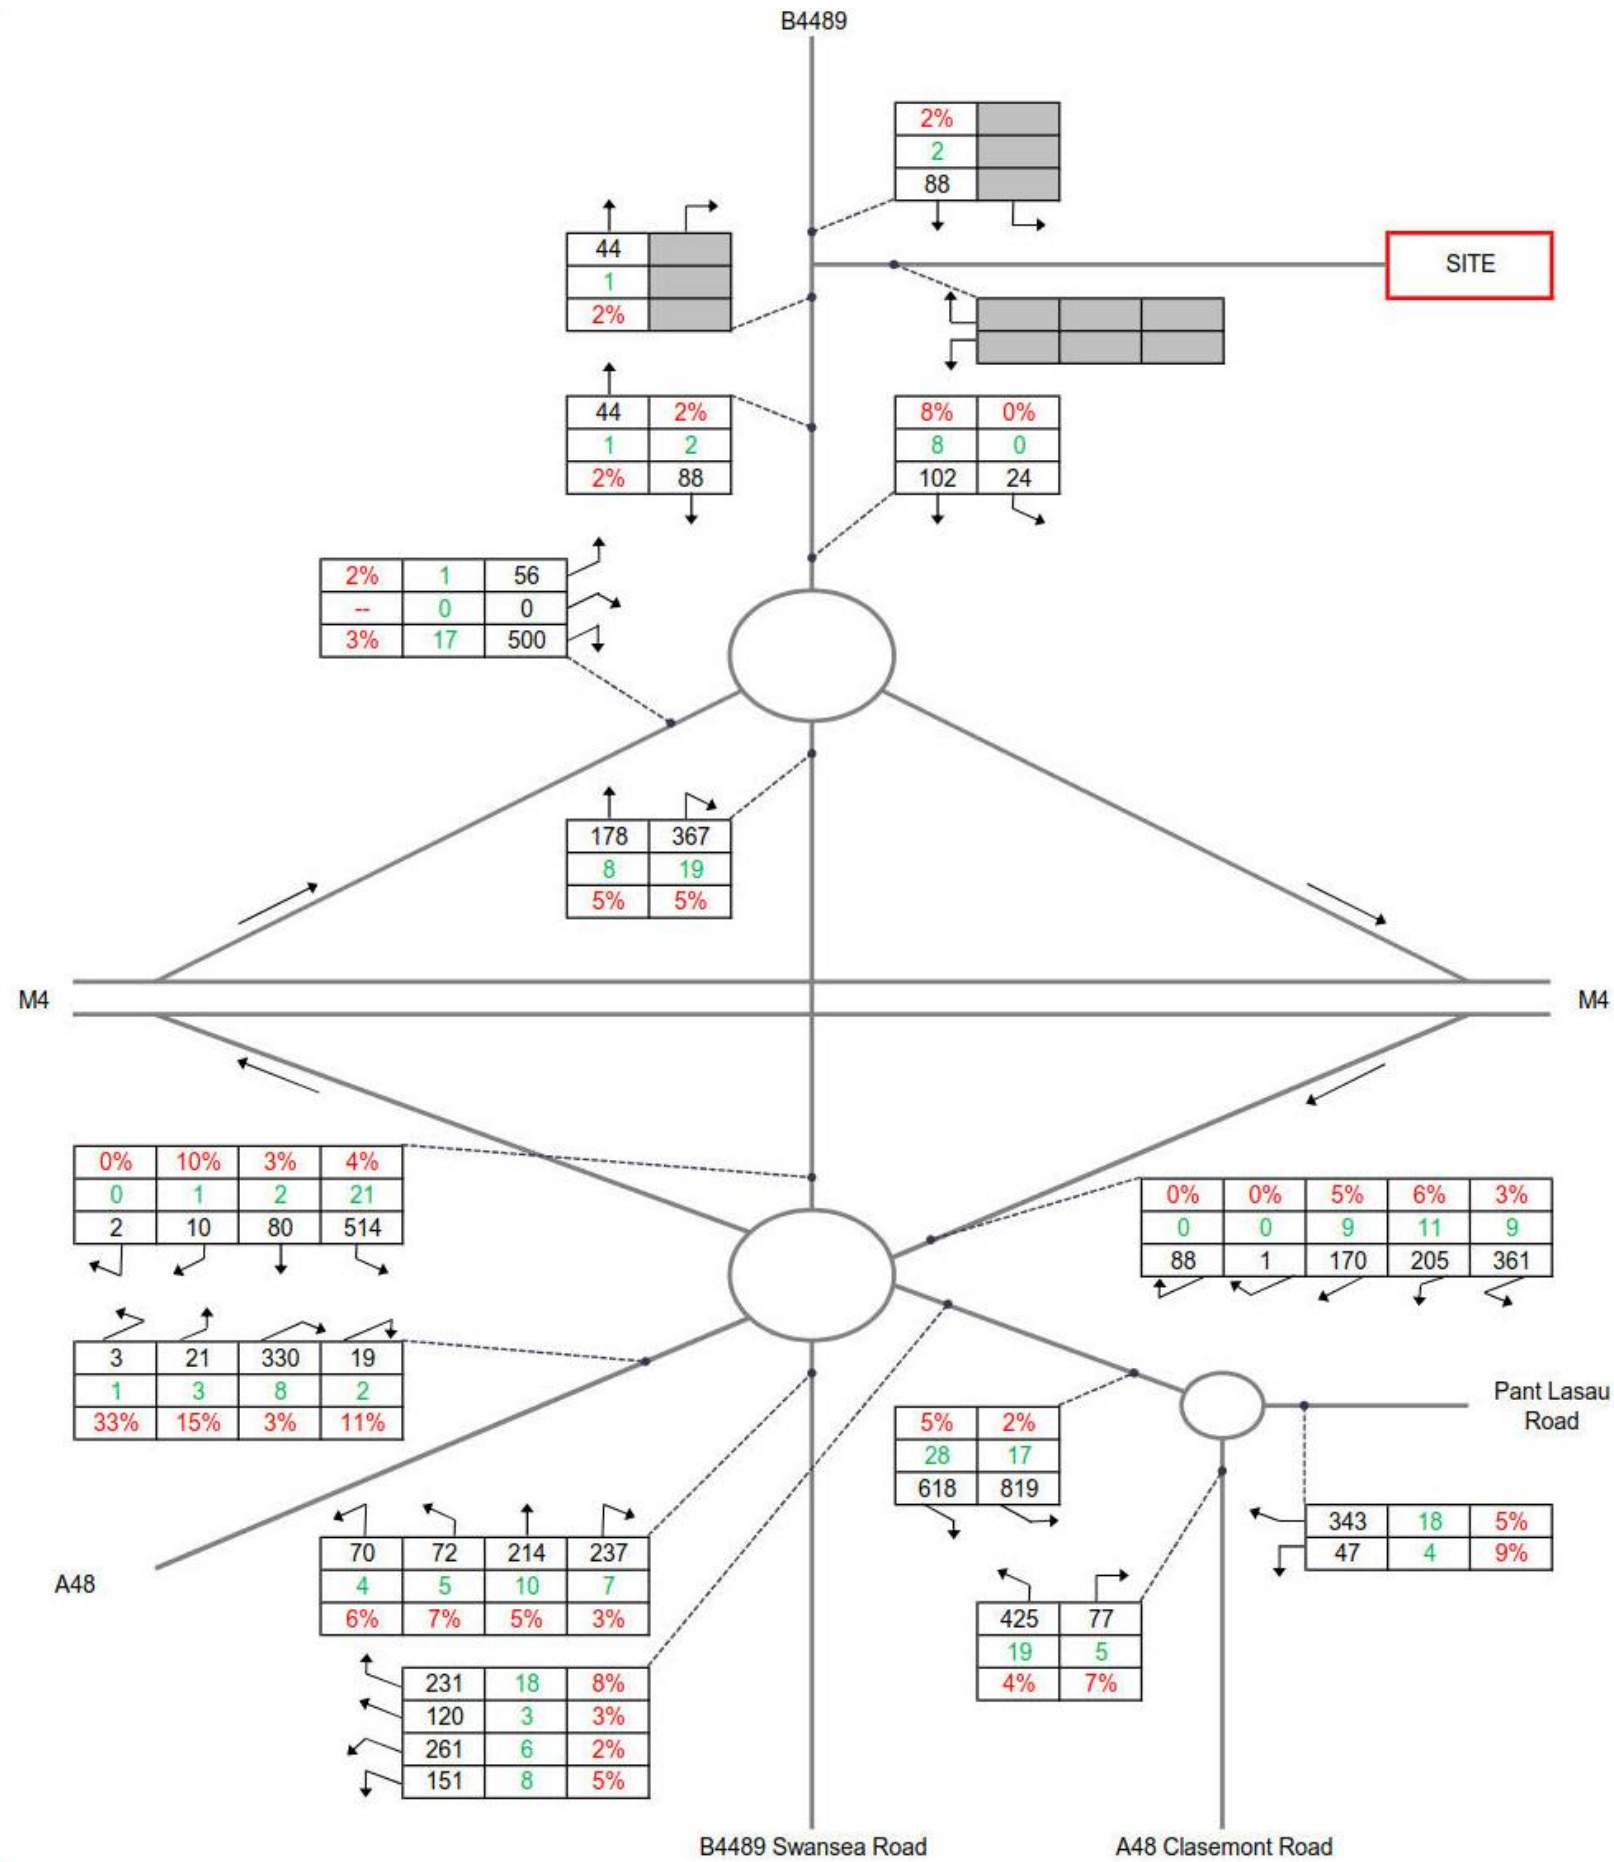 B4489
2%
2
88
44
1
2%
SITE
44 2%
1 2
2% 88
8% 0%
8 0
102 24
2% 1 56
-- 0 0
3% 17 500
178 367
8 19
5% 5%
M4
M4
0% 10% 3% 4%
0 1 2 21
2 10 80 514
0% 0% 5% 6% 3%
0 0 9 11 9
88 1 170 205 361
3 21 330 19
1 3 8 2
33% 15% 3% 11%
Pant Lasau
Road
5% 2%
28 17
618 819
343 18 5%
47 4 9%
A48
70 72 214 237
4 5 10 7
6% 7% 5% 3%
425 77
19 5
4% 7%
231 18 8%
120 3 3%
261 6 2%
151 8 5%
B4489 Swansea Road
A48 Clasemont Road